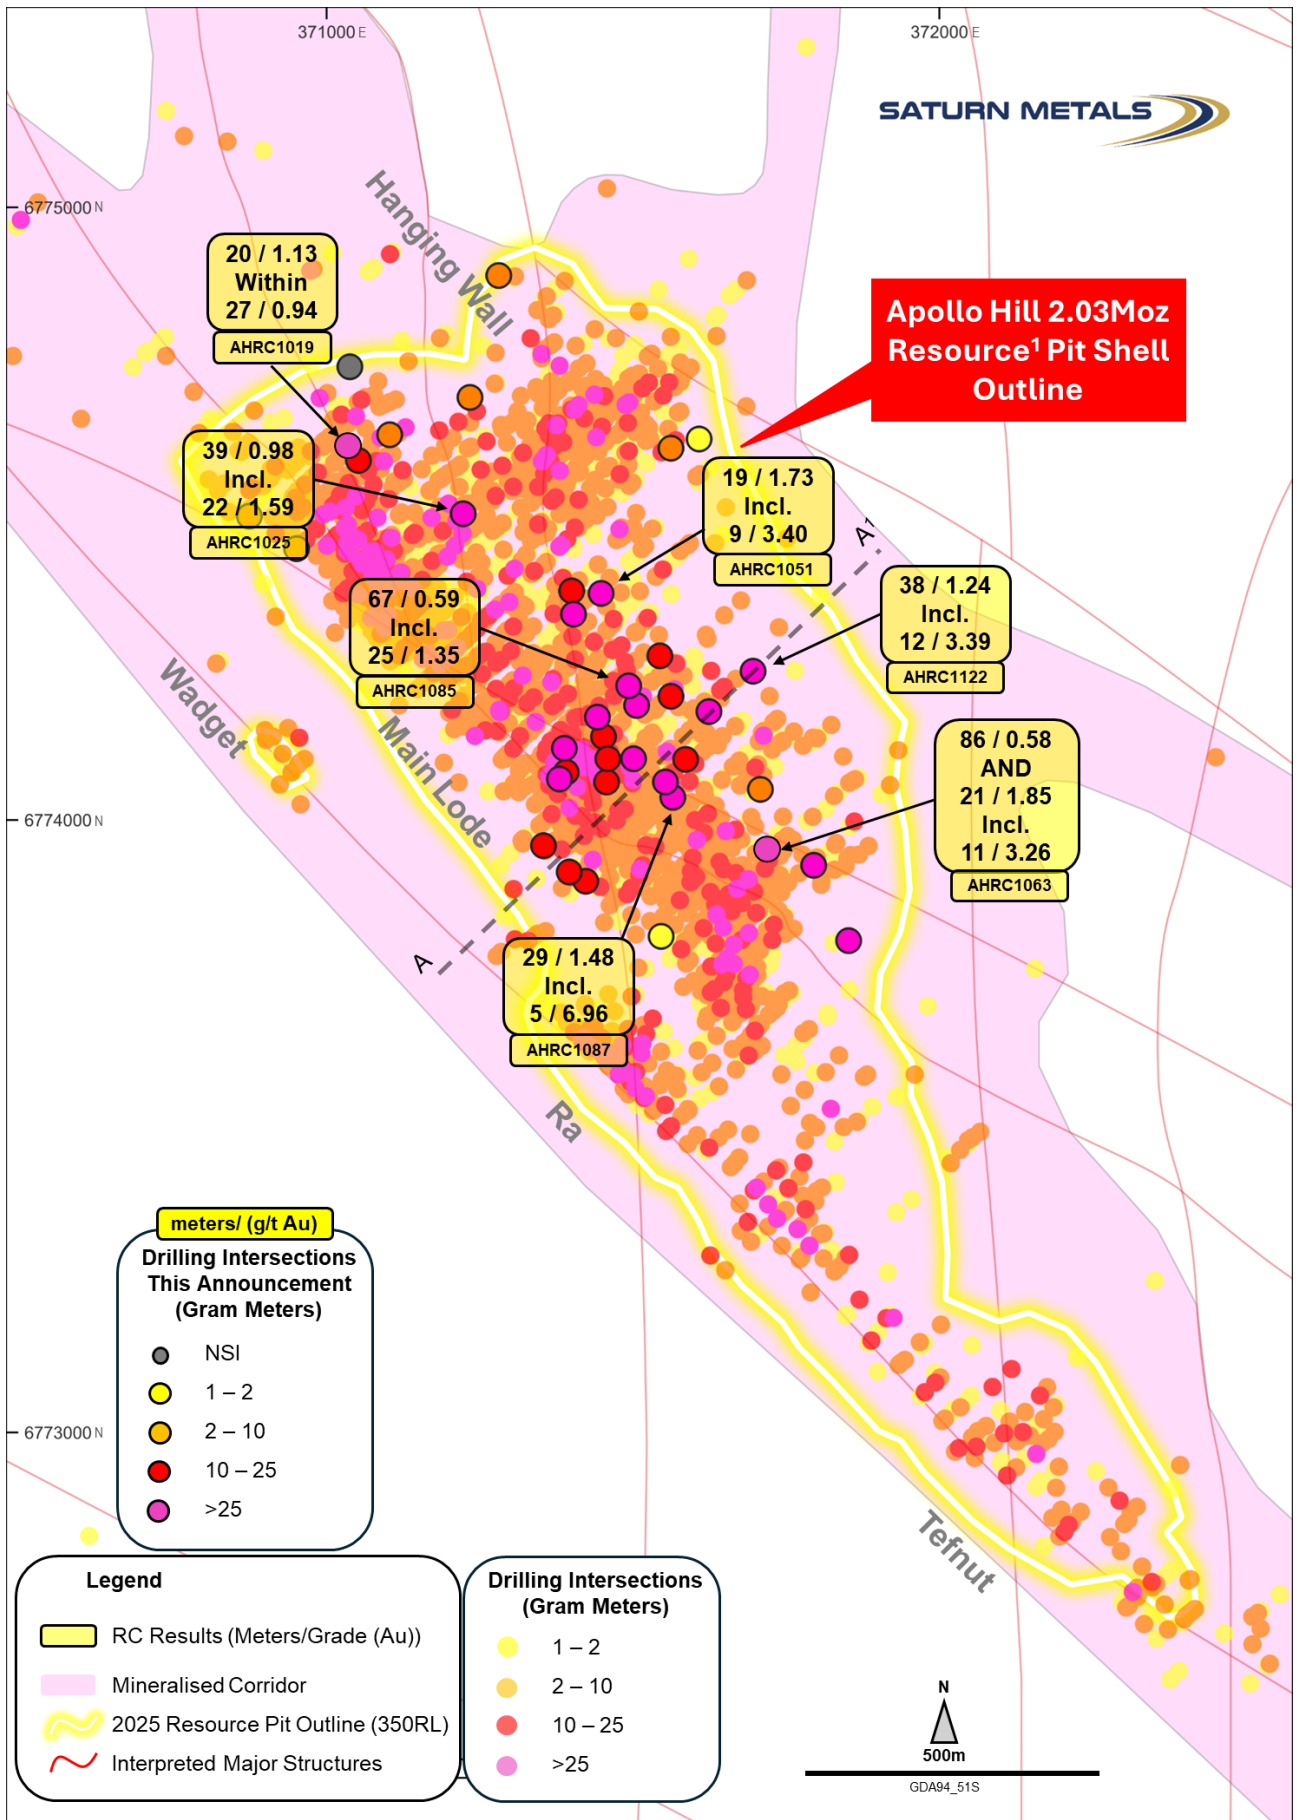 371000 E
372000 E
SATURN METALS
6775000 N
Hanging Wall
20 / 1.13
Within
27 / 0.94
AHRC1019
Apollo Hill 2.03Moz
Resource¹ Pit Shell
Outline
39 / 0.98
Incl.
22 / 1.59
AHRC1025
19 / 1.73
Incl.
9 / 3.40
AHRC1051
A¹
38 / 1.24
Incl.
12 / 3.39
AHRC1122
67 / 0.59
Incl.
25 / 1.35
AHRC1085
Wadget
Main Lode
86 / 0.58
AND
21 / 1.85
Incl.
11 / 3.26
AHRC1063
6774000 N
A
29 / 1.48
Incl.
5 / 6.96
AHRC1087
Ra
meters/ (g/t Au)
Drilling Intersections
This Announcement
(Gram Meters)
NSI
1 – 2
2 – 10
10 – 25
>25
6773000 N
Tefnut
Legend
RC Results (Meters/Grade (Au))
Mineralised Corridor
2025 Resource Pit Outline (350RL)
Interpreted Major Structures
Drilling Intersections
(Gram Meters)
1 – 2
2 – 10
10 – 25
>25
N
500m
GDA94_51S